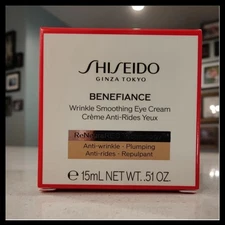 SHISEIDO
GINZA TOKYO
BENEFIANCE
Wrinkle Smoothing Eye Cream
Crème Anti-Rides Yeux
Anti-wrinkle - Plumping
Anti-rides - Repulpant
℮ 15mL NET WT. .51 OZ.